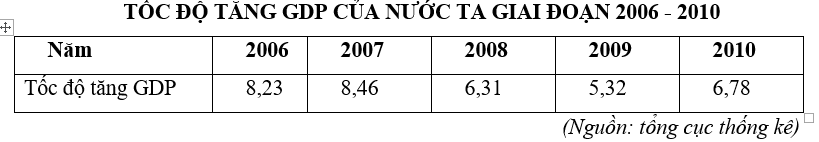 TỐC ĐỘ TĂNG GDP CỦA NƯỚC TA GIAI ĐOẠN 2006 - 2010
Năm 2006 2007 2008 2009 2010
Tốc độ tăng GDP 8,23 8,46 6,31 5,32 6,78
(Nguồn: tổng cục thống kê)